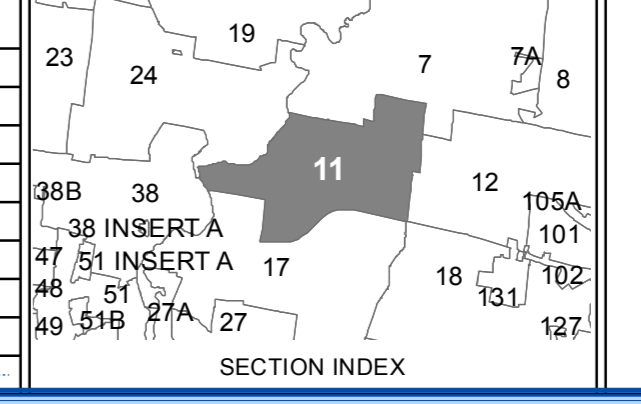 19
23
24
7
7A
8
11
12
38B
38
105A
38 INSERT A
101
47
51 INSERT A
17
18
102
48
51
131
27A
49
51B
27
127
SECTION INDEX